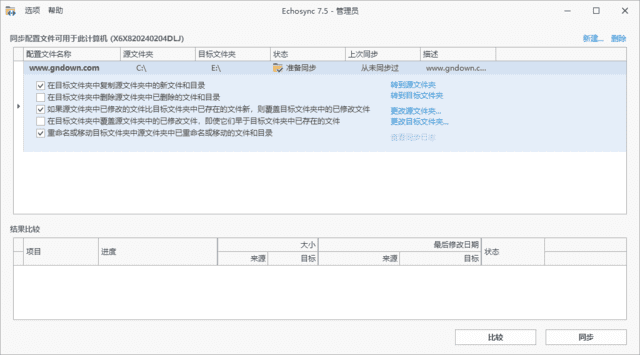 Echosync 7.5 - 管理员
选项 帮助
同步配置文件可用于此计算机 (X6X820240204DLJ) 新建... 删除
配置文件名称 源文件夹 目标文件夹 状态 上次同步 描述
www.gndown.com C:\ E:\ 准备同步 从未同步过 www.gndown.c...
在目标文件夹中复制源文件夹中的新文件和目录 转到源文件夹
在目标文件夹中删除源文件夹中已删除的文件和目录 转到目标文件夹
如果源文件夹中已修改的文件比目标文件夹中已存在的文件新，则覆盖目标文件夹中的已修改文件 更改源文件夹...
在目标文件夹中覆盖源文件夹中的已修改文件、即使它们早于目标文件夹中已存在的文件 更改目标文件夹...
重命名或移动目标文件夹中源文件夹中已重命名或移动的文件和目录 查看同步日志
结果比较
项目 进度 大小 最后修改日期 状态
来源 目标 来源 目标
比较 同步